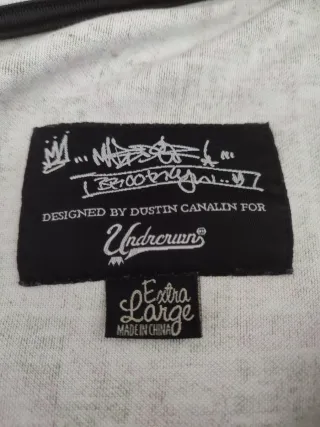 DESIGNED BY DUSTIN CANALIN FOR
Undrcrwn
Extra
Large
MADE IN CHINA